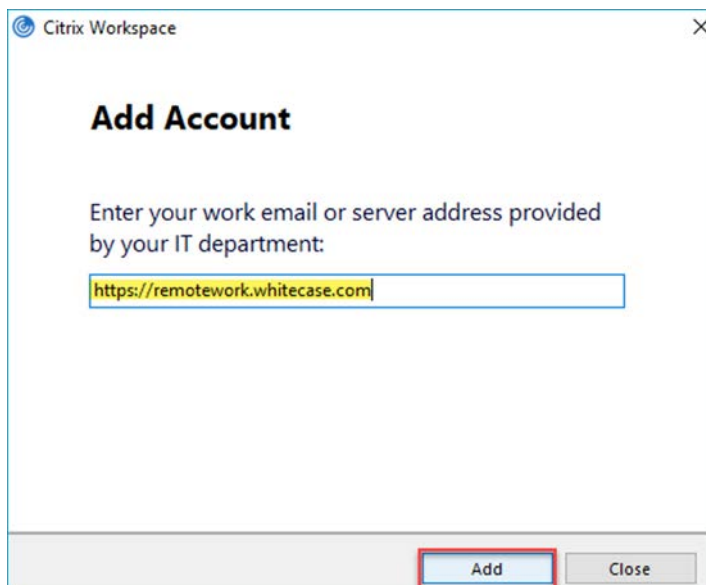 Citrix Workspace
Add Account
Enter your work email or server address provided
by your IT department:
https://remotework.whitecase.com
Add
Close